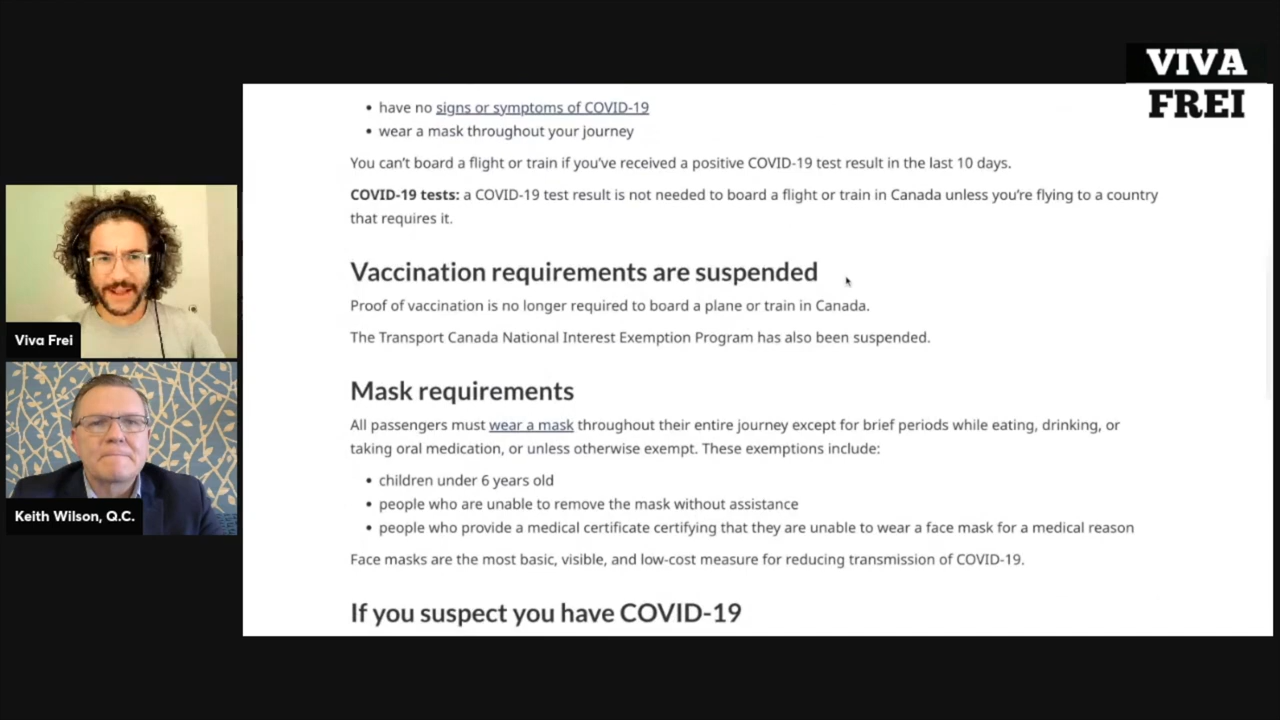 VIVA
FREI
• have no signs or symptoms of COVID-19
• wear a mask throughout your journey
You can’t board a flight or train if you’ve received a positive COVID-19 test result in the last 10 days.
COVID-19 tests: a COVID-19 test result is not needed to board a flight or train in Canada unless you’re flying to a country
that requires it.
Vaccination requirements are suspended
Proof of vaccination is no longer required to board a plane or train in Canada.
The Transport Canada National Interest Exemption Program has also been suspended.
Mask requirements
All passengers must wear a mask throughout their entire journey except for brief periods while eating, drinking, or
taking oral medication, or unless otherwise exempt. These exemptions include:
• children under 6 years old
• people who are unable to remove the mask without assistance
• people who provide a medical certificate certifying that they are unable to wear a face mask for a medical reason
Face masks are the most basic, visible, and low-cost measure for reducing transmission of COVID-19.
If you suspect you have COVID-19
Viva Frei
Keith Wilson, Q.C.